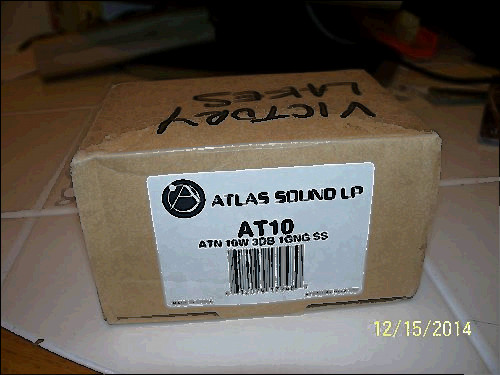 VICTORY
LAKES
ATLAS SOUND LP
AT10
ATN 10W 3DB 1GNG SS
12/15/2014